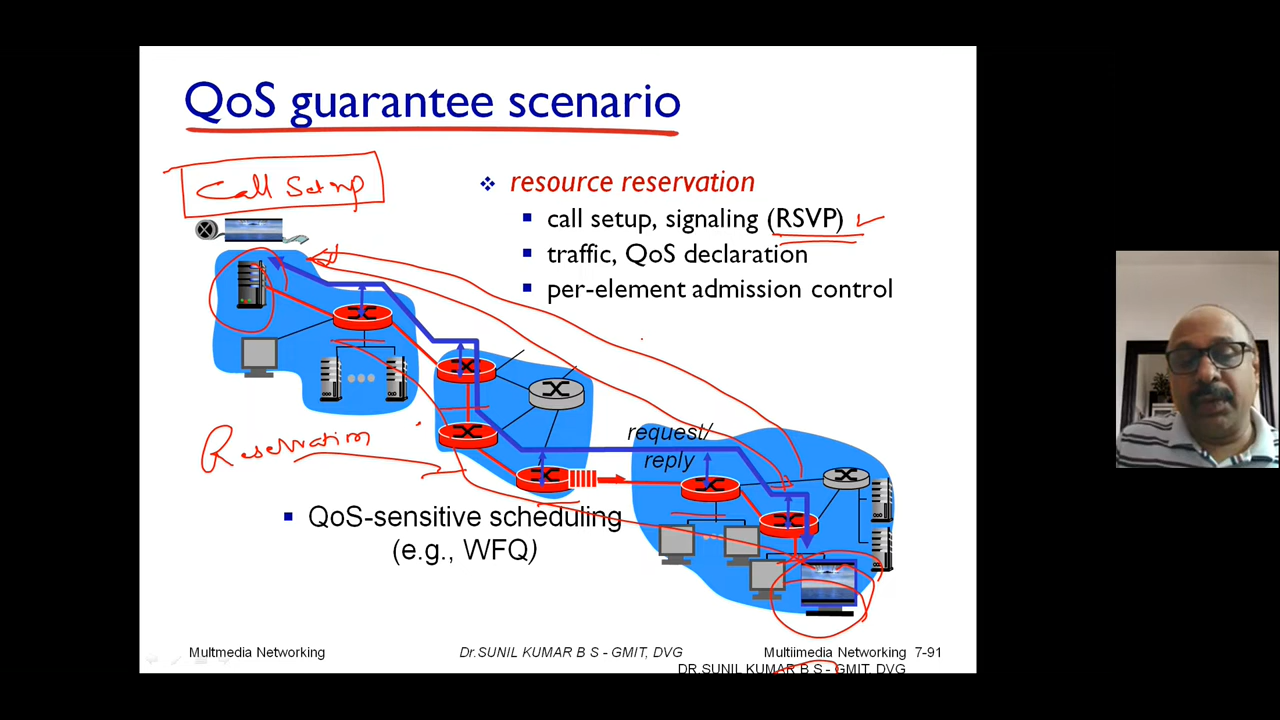 QoS guarantee scenario
Call Setup
❖ resource reservation
▪ call setup, signaling (RSVP)
▪ traffic, QoS declaration
▪ per-element admission control
request/
reply
Reservation
▪ QoS-sensitive scheduling
(e.g., WFQ)
Multmedia Networking
Dr.SUNIL KUMAR B S - GMIT, DVG
Multiimedia Networking 7-91
DR.SUNIL KUMAR B S - GMIT, DVG